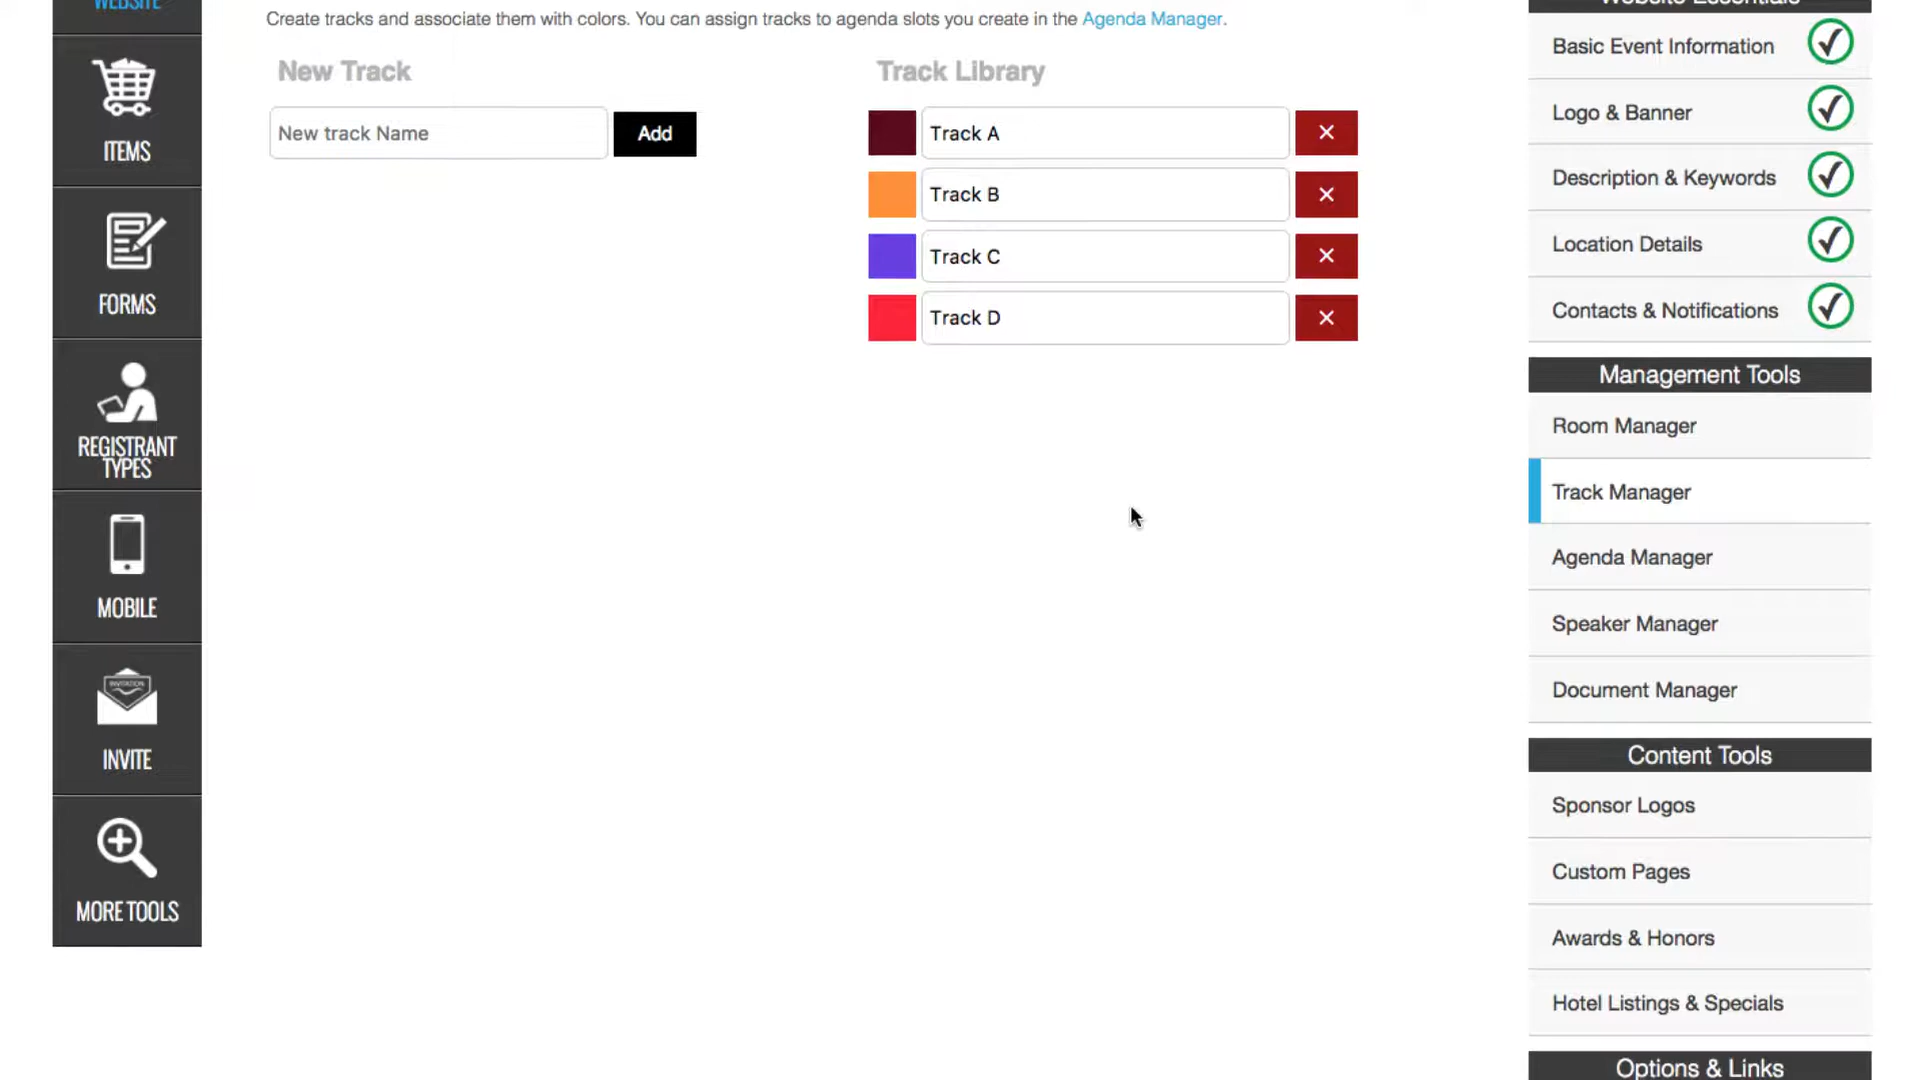 WEBSITE
ITEMS
FORMS
REGISTRANT
TYPES
MOBILE
INVITATION
INVITE
MORE TOOLS
Create tracks and associate them with colors. You can assign tracks to agenda slots you create in the Agenda Manager.
New Track
New track Name
Add
Track Library
Track A
Track B
Track C
Track D
Website Essentials
Basic Event Information
Logo & Banner
Description & Keywords
Location Details
Contacts & Notifications
Management Tools
Room Manager
Track Manager
Agenda Manager
Speaker Manager
Document Manager
Content Tools
Sponsor Logos
Custom Pages
Awards & Honors
Hotel Listings & Specials
Options & Links